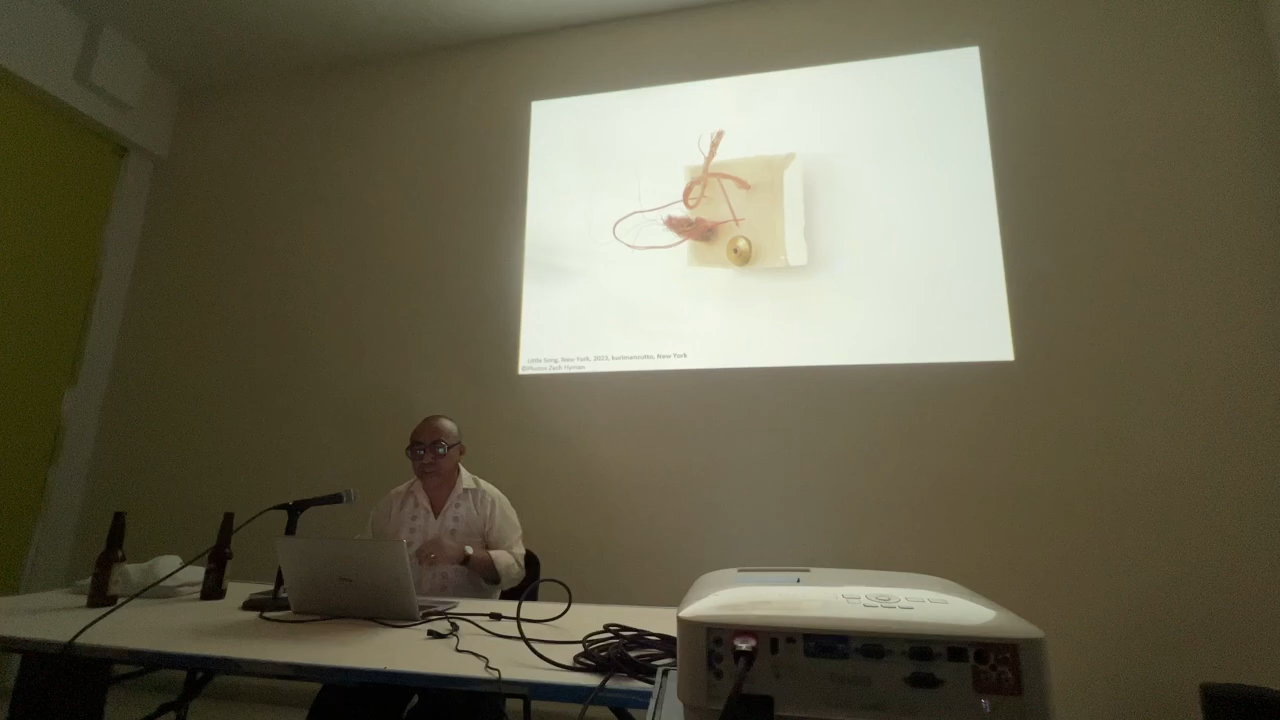 Little Song, New York, 2023, kurimanzutto, New York
©Photos Zach Hyman